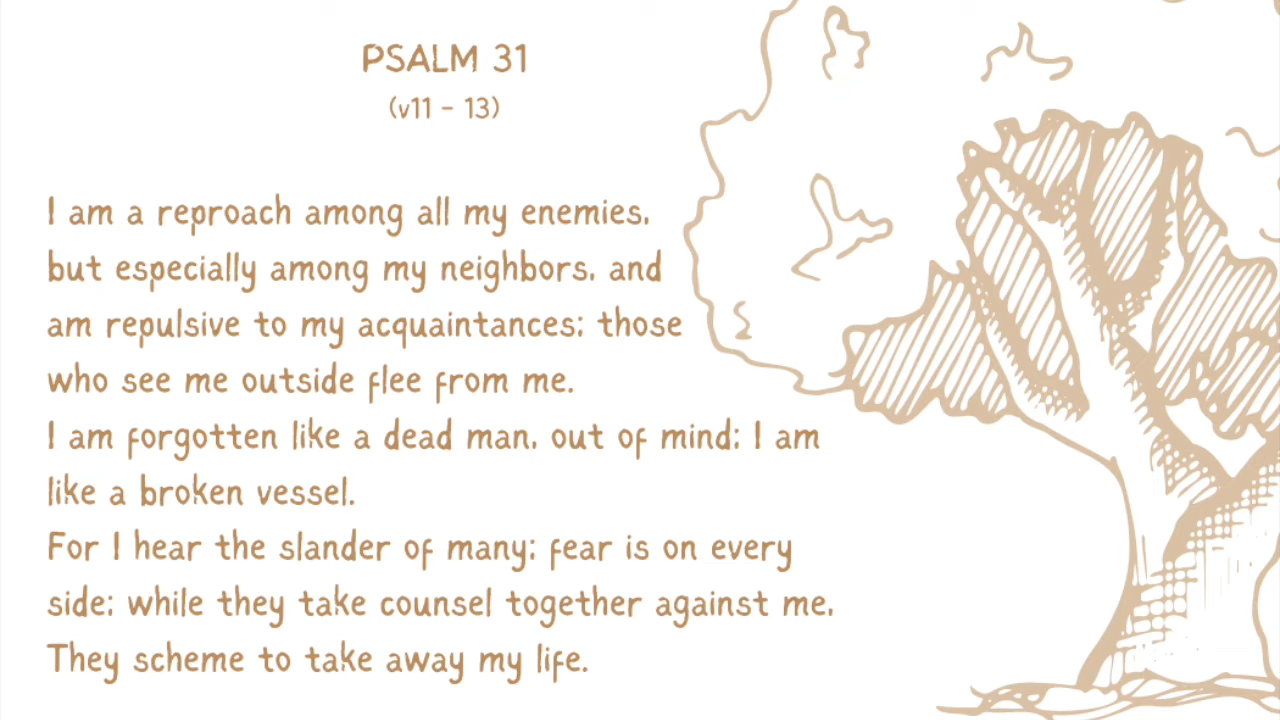 PSALM 31
(v11 - 13)
I am a reproach among all my enemies,
but especially among my neighbors, and
am repulsive to my acquaintances; those
who see me outside flee from me.
I am forgotten like a dead man, out of mind; I am
like a broken vessel.
For I hear the slander of many; fear is on every
side; while they take counsel together against me,
They scheme to take away my life.